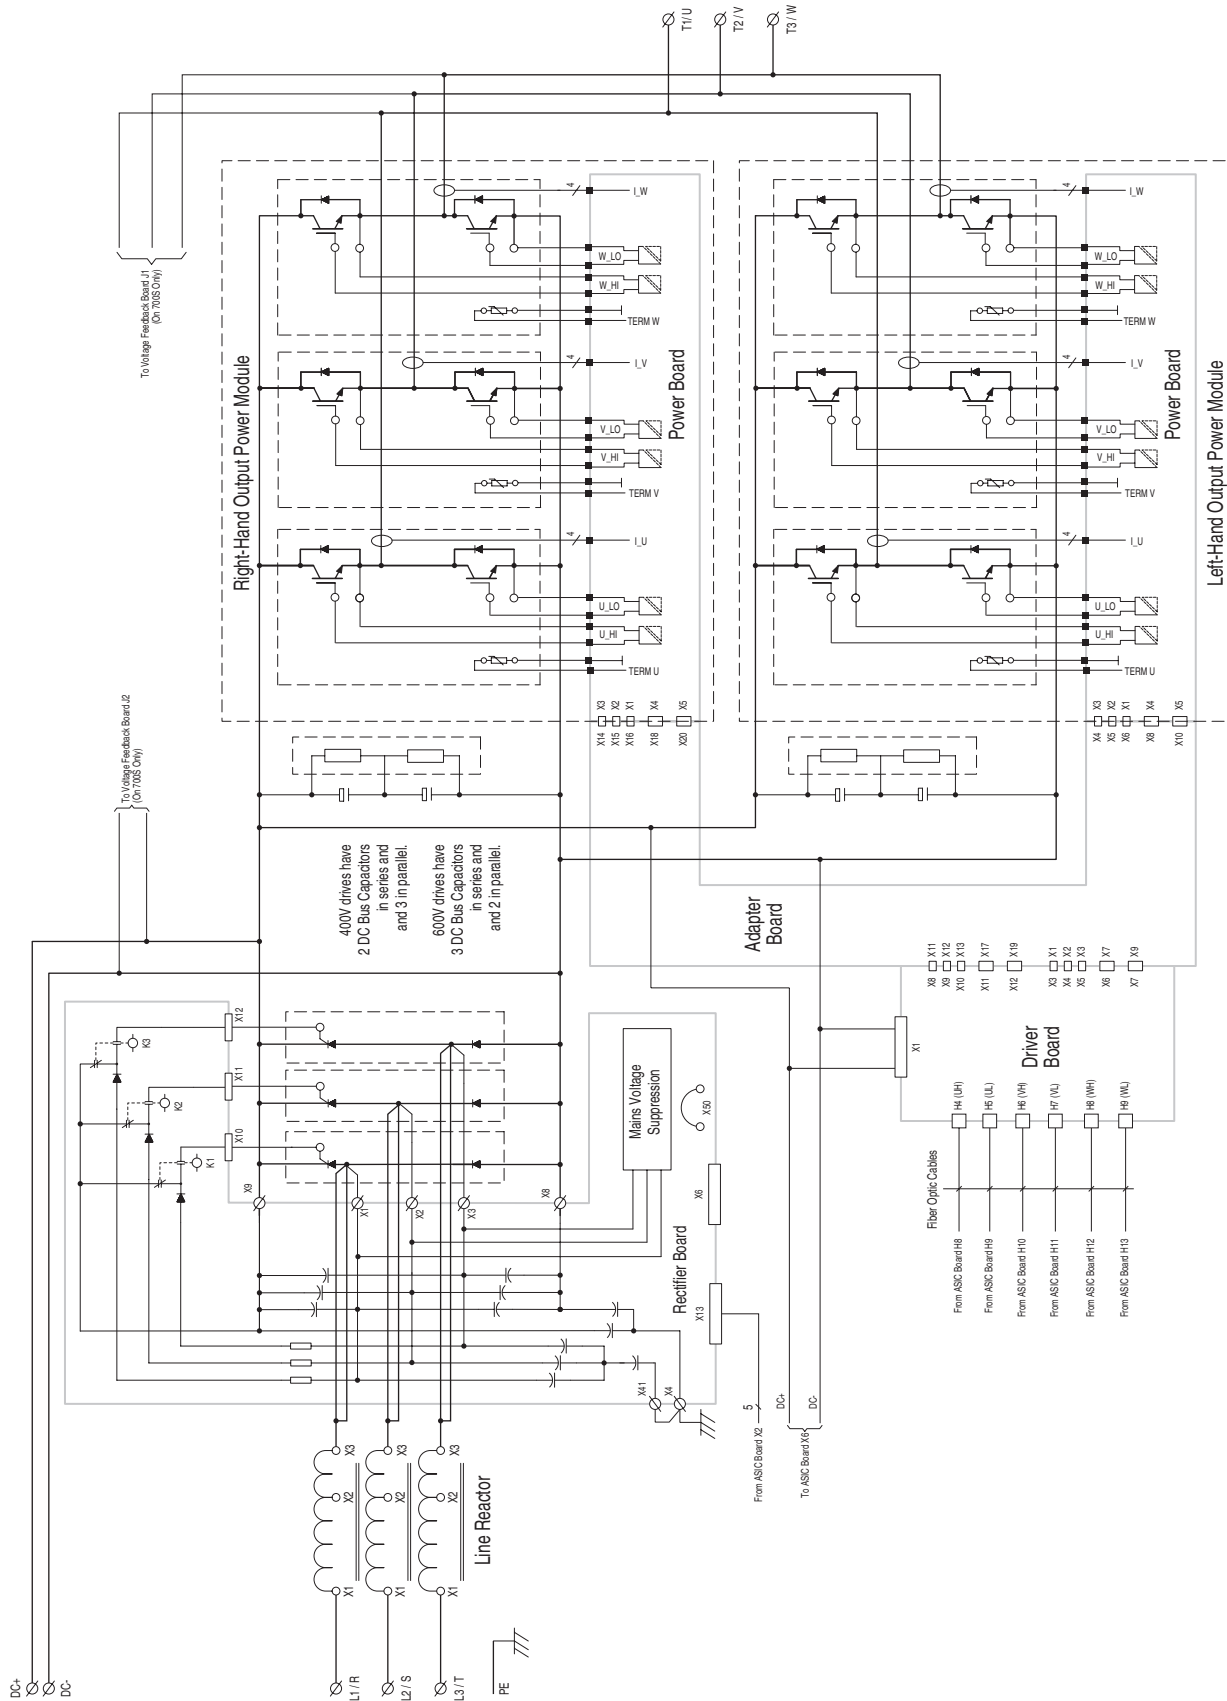 DC+
DC-
L1 / R
L2 / S
L3 / T
PE
X1
X2
X3
X1
X2
X3
X1
X2
X3
Line Reactor
To Voltage Feedback Board J2
(On 700S Only)
To Voltage Feedback Board J1
(On 700S Only)
K1
K2
K3
X10
X11
X12
X9
X1
X2
X3
X8
X41
X4
Mains Voltage
Suppression
X50
X6
X13
Rectifier Board
5
From ASIC Board X2
DC+
DC-
To ASIC Board X6
400V drives have
2 DC Bus Capacitors
in series and
and 3 in parallel.
600V drives have
3 DC Bus Capacitors
in series and
and 2 in parallel.
Right-Hand Output Power Module
TERM U
U_HI
U_LO
4
I_U
TERM V
V_HI
V_LO
4
I_V
TERM W
W_HI
W_LO
4
I_W
Power Board
X14 X3
X15 X2
X16 X1
X18 X4
X20 X5
T1/ U
T2 / V
T3 / W
Left-Hand Output Power Module
TERM U
U_HI
U_LO
4
I_U
TERM V
V_HI
V_LO
4
I_V
TERM W
W_HI
W_LO
4
I_W
Power Board
X4 X3
X5 X2
X6 X1
X8 X4
X10 X5
Adapter
Board
X8 X11
X9 X12
X10 X13
X11 X17
X12 X19
X3 X1
X4 X2
X5 X3
X6 X7
X7 X9
X1
Driver
Board
H4 (UH)
H5 (UL)
H6 (VH)
H7 (VL)
H8 (WH)
H9 (WL)
Fiber Optic Cables
From ASIC Board H8
From ASIC Board H9
From ASIC Board H10
From ASIC Board H11
From ASIC Board H12
From ASIC Board H13